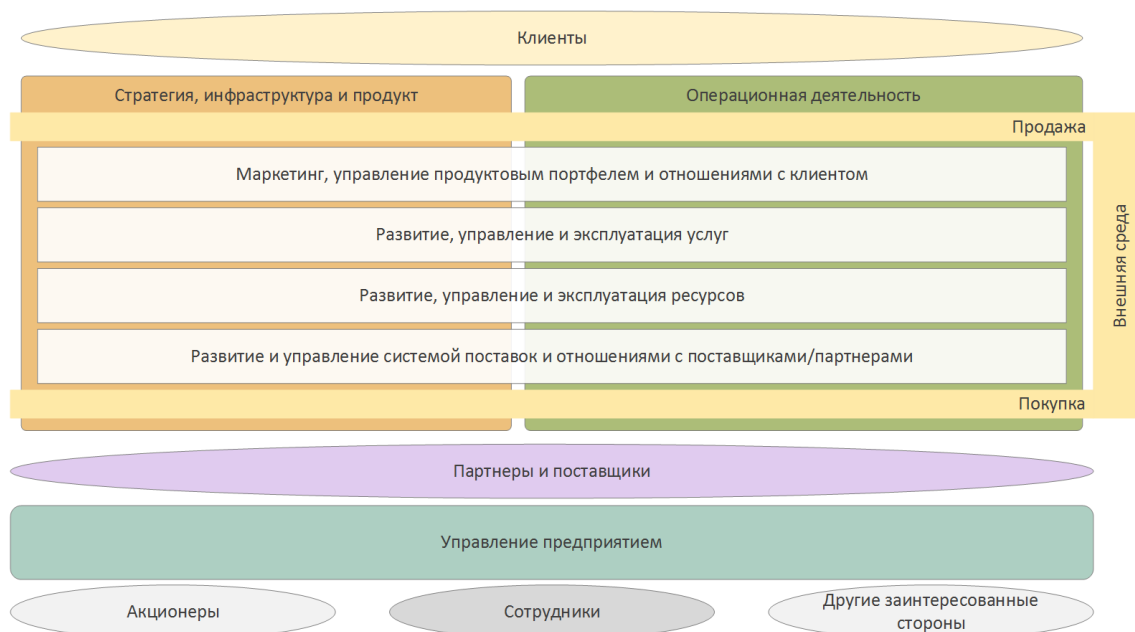 Клиенты
Стратегия, инфраструктура и продукт
Операционная деятельность
Продажа
Маркетинг, управление продуктовым портфелем и отношениями с клиентом
Развитие, управление и эксплуатация услуг
Развитие, управление и эксплуатация ресурсов
Развитие и управление системой поставок и отношениями с поставщиками/партнерами
Внешняя среда
Покупка
Партнеры и поставщики
Управление предприятием
Акционеры
Сотрудники
Другие заинтересованные
стороны